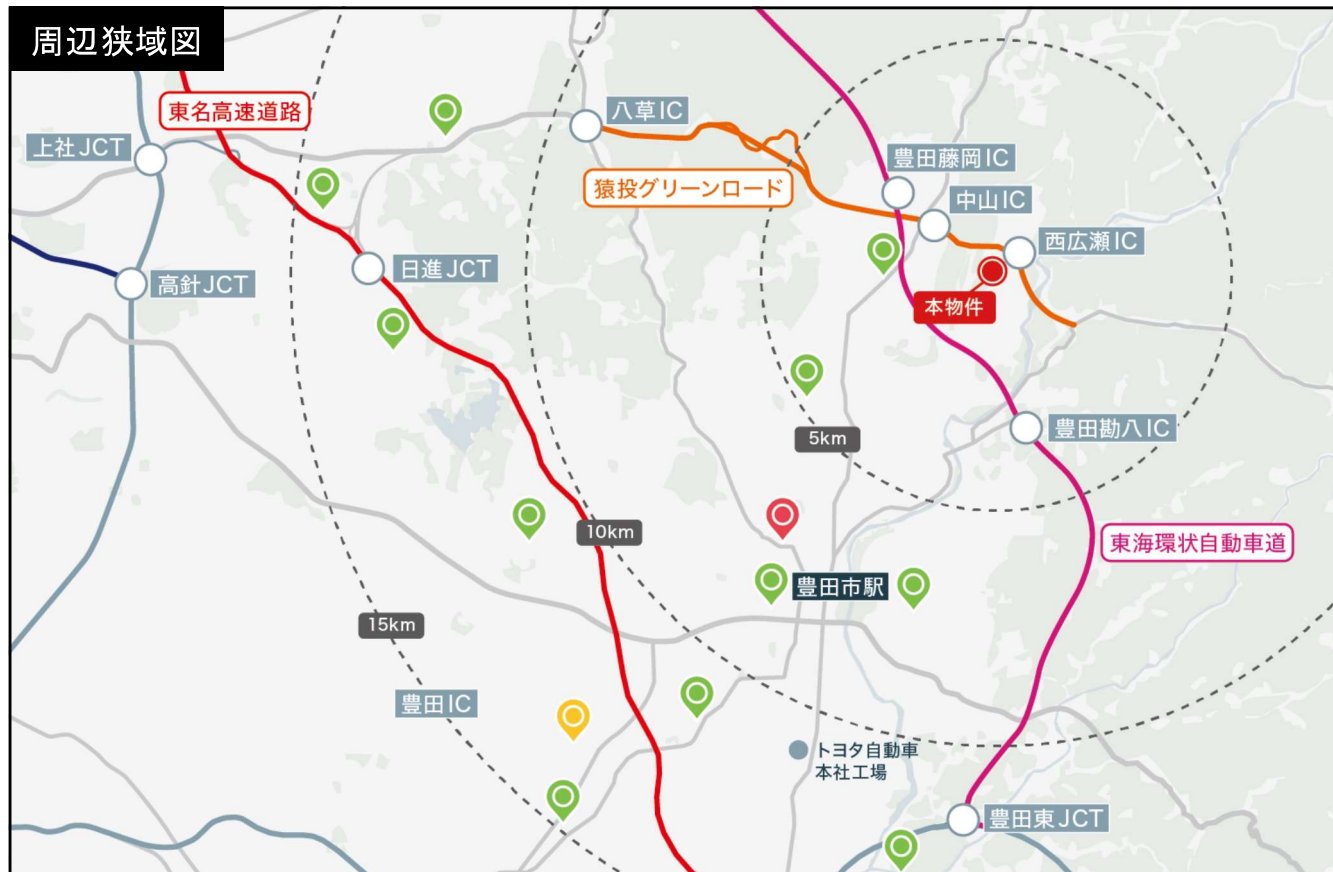 周辺狭域図
東名高速道路
八草IC
上社JCT
豊田藤岡IC
猿投グリーンロード
中山IC
西広瀬IC
日進JCT
高針JCT
本物件
豊田勘八IC
5km
10km
東海環状自動車道
豊田市駅
15km
豊田IC
トヨタ自動車
本社工場
豊田東JCT